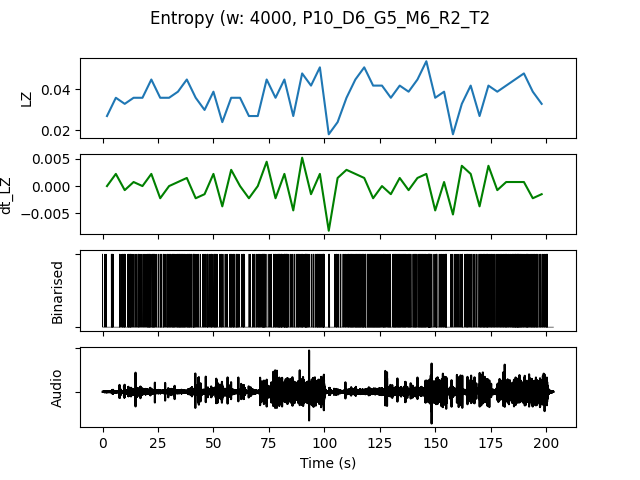 Entropy (w: 4000, P10_D6_G5_M6_R2_T2
LZ
0.04
0.02
dt_LZ
0.005
0.000
−0.005
Binarised
Audio
0 25 50 75 100 125 150 175 200
Time (s)